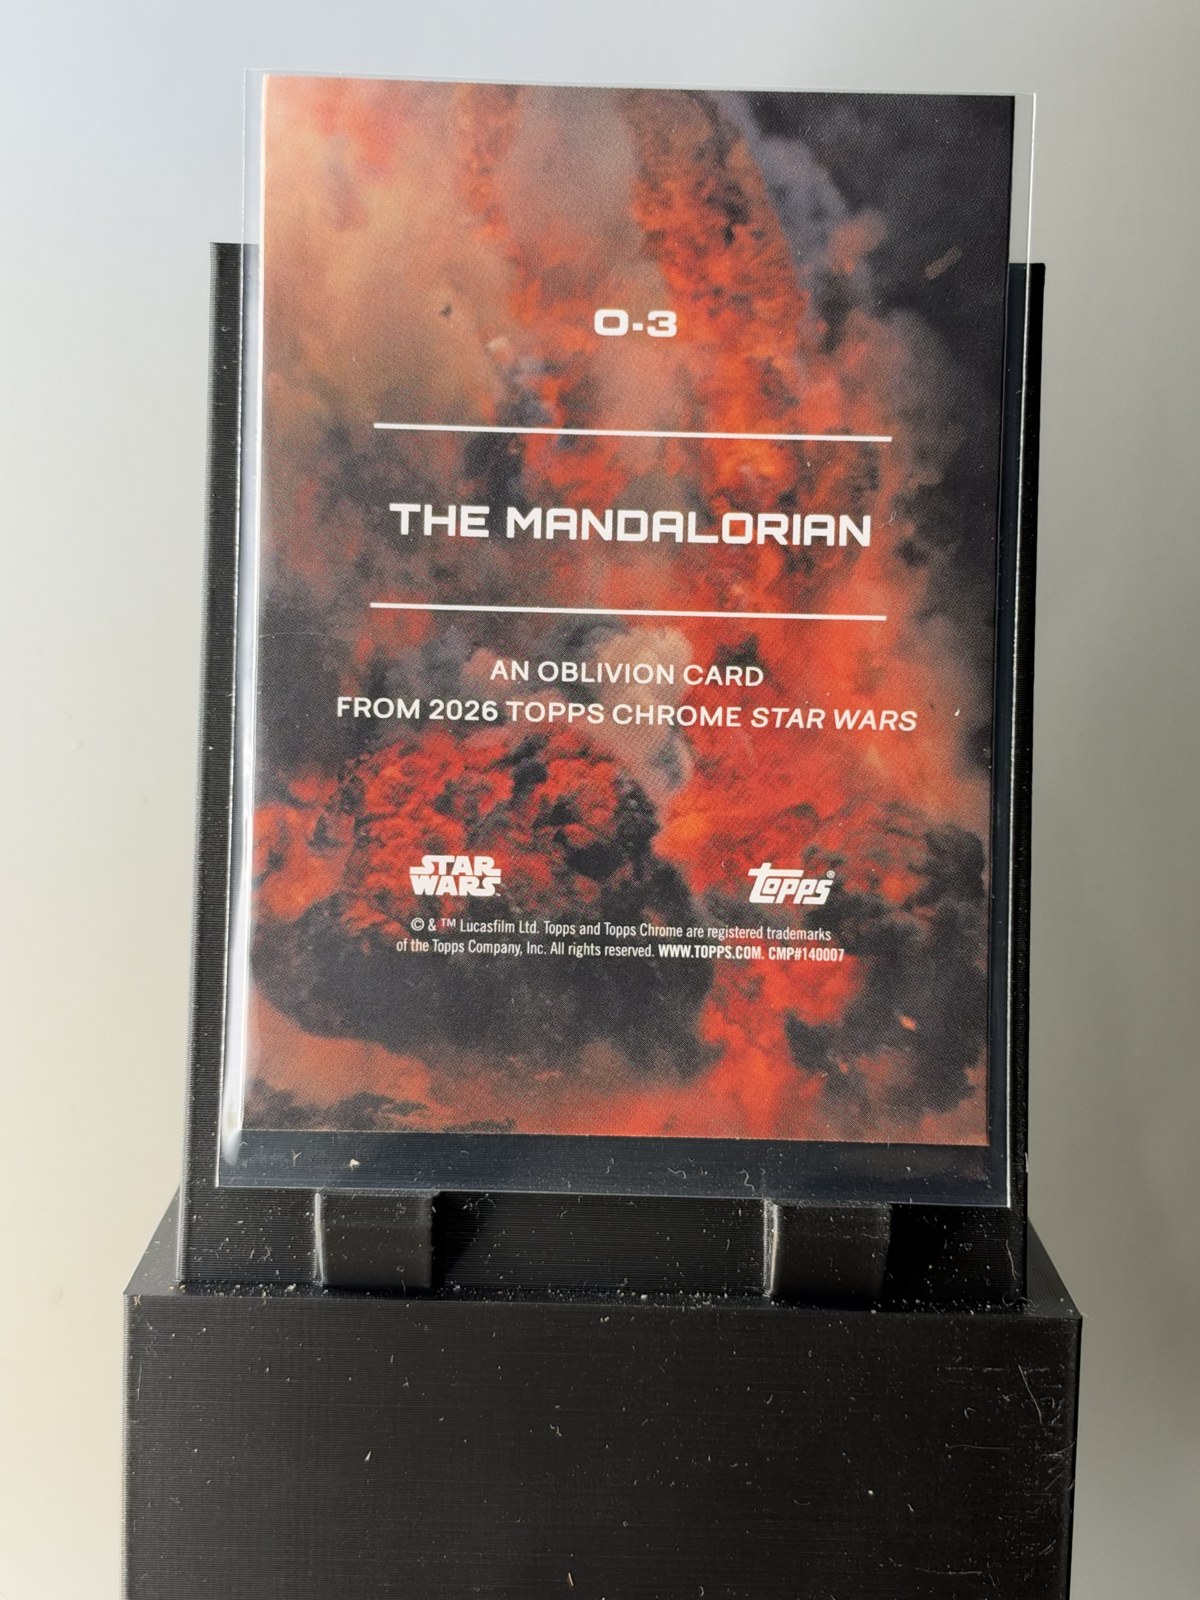 O-3
THE MANDALORIAN
AN OBLIVION CARD
FROM 2026 TOPPS CHROME STAR WARS
STAR
WARS
topps®
© & ™ Lucasfilm Ltd. Topps and Topps Chrome are registered trademarks
of the Topps Company, Inc. All rights reserved. WWW.TOPPS.COM. CMP#140007